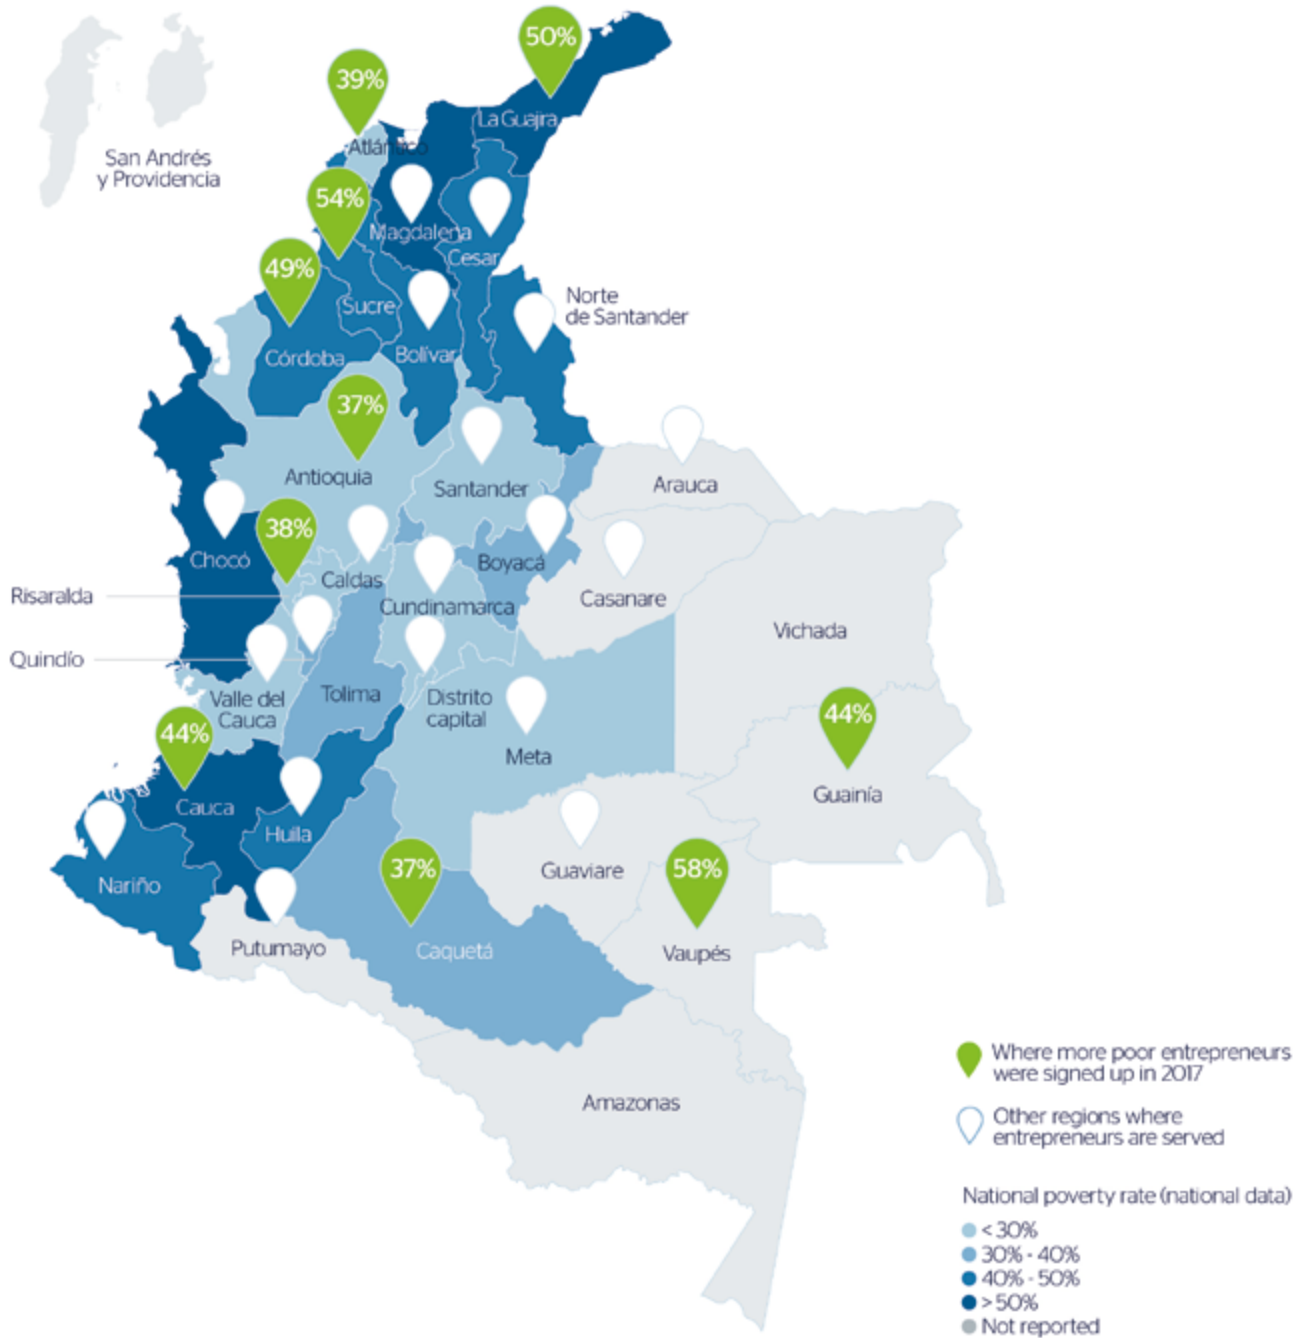 50%
39%
La Guajira
Atlántico
San Andrés
y Providencia
54%
Magdalena
Cesar
49%
Norte
de Santander
Sucre
Córdoba
Bolívar
37%
Antioquia
Santander
Arauca
38%
Chocó
Boyacá
Caldas
Risaralda
Casanare
Cundinamarca
Vichada
Quindío
Valle del
Cauca
Tolima
Distrito
capital
44%
44%
Meta
Guainía
Cauca
Huila
37%
58%
Guaviare
Nariño
Putumayo
Caquetá
Vaupés
Amazonas
Where more poor entrepreneurs
were signed up in 2017
Other regions where
entrepreneurs are served
National poverty rate (national data)
< 30%
30% - 40%
40% - 50%
> 50%
Not reported